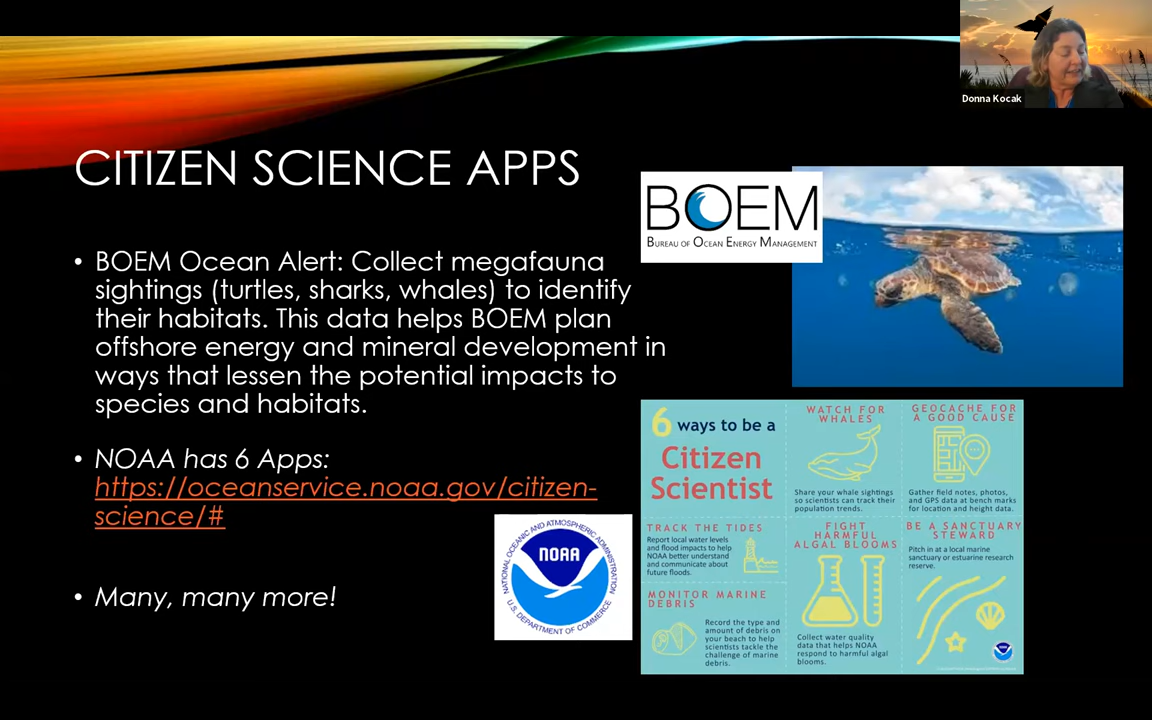 Donna Kocak
CITIZEN SCIENCE APPS
• BOEM Ocean Alert: Collect megafauna
sightings (turtles, sharks, whales) to identify
their habitats. This data helps BOEM plan
offshore energy and mineral development in
ways that lessen the potential impacts to
species and habitats.
• NOAA has 6 Apps:
https://oceanservice.noaa.gov/citizen-
science/#
• Many, many more!
BOEM
BUREAU OF OCEAN ENERGY MANAGEMENT
NATIONAL OCEANIC AND ATMOSPHERIC ADMINISTRATION
NOAA
U.S. DEPARTMENT OF COMMERCE
6 ways to be a
Citizen
Scientist
WATCH FOR
WHALES
Share your whale sightings
so scientists can track their
population trends.
GEOCACHE FOR
A GOOD CAUSE
Gather field notes, photos,
and GPS data at bench marks
for location and height data.
TRACK THE TIDES
Report local water levels
and flood impacts to help
NOAA better understand
and communicate about
future floods.
FIGHT
HARMFUL
ALGAL BLOOMS
Collect water quality
data that helps NOAA
respond to harmful algal
blooms.
BE A SANCTUARY
STEWARD
Pitch in at a local marine
sanctuary or estuarine research
reserve.
MONITOR MARINE
DEBRIS
Record the type and
amount of debris on
your beach to help
scientists tackle the
challenge of marine
debris.